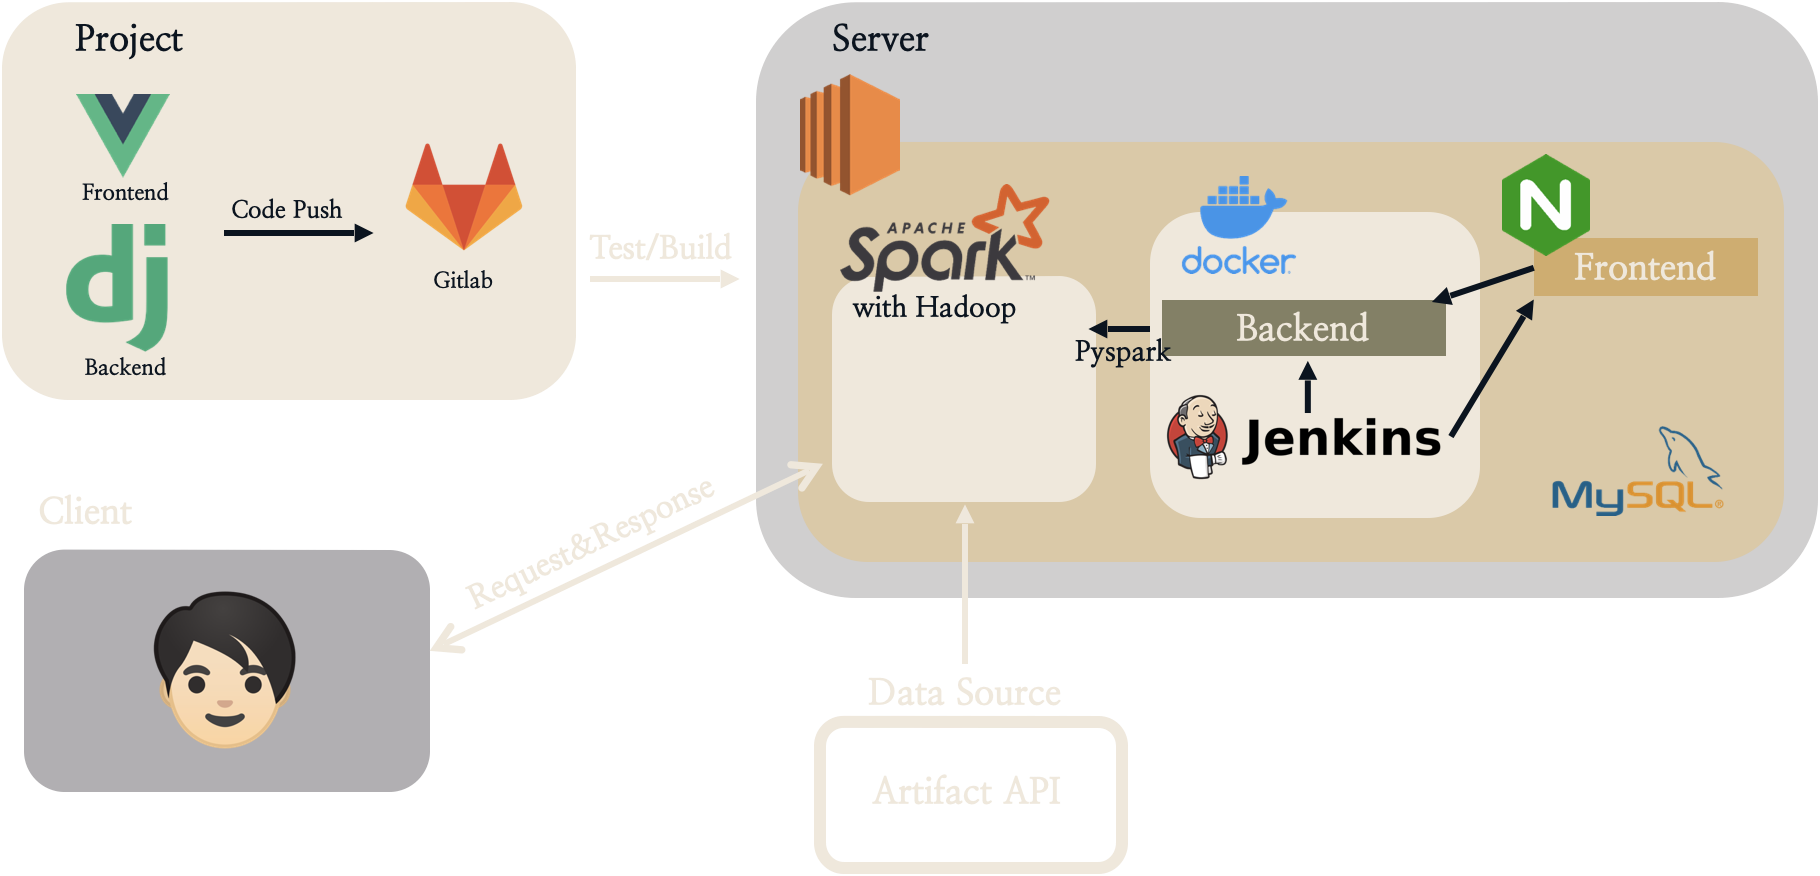 Project
Frontend
dj
Backend
Code Push
Gitlab
Test/Build
Server
APACHE
Spark™
with Hadoop
Pyspark
docker
Backend
Jenkins
N
Frontend
MySQL®
Client
Request&Response
Data Source
Artifact API